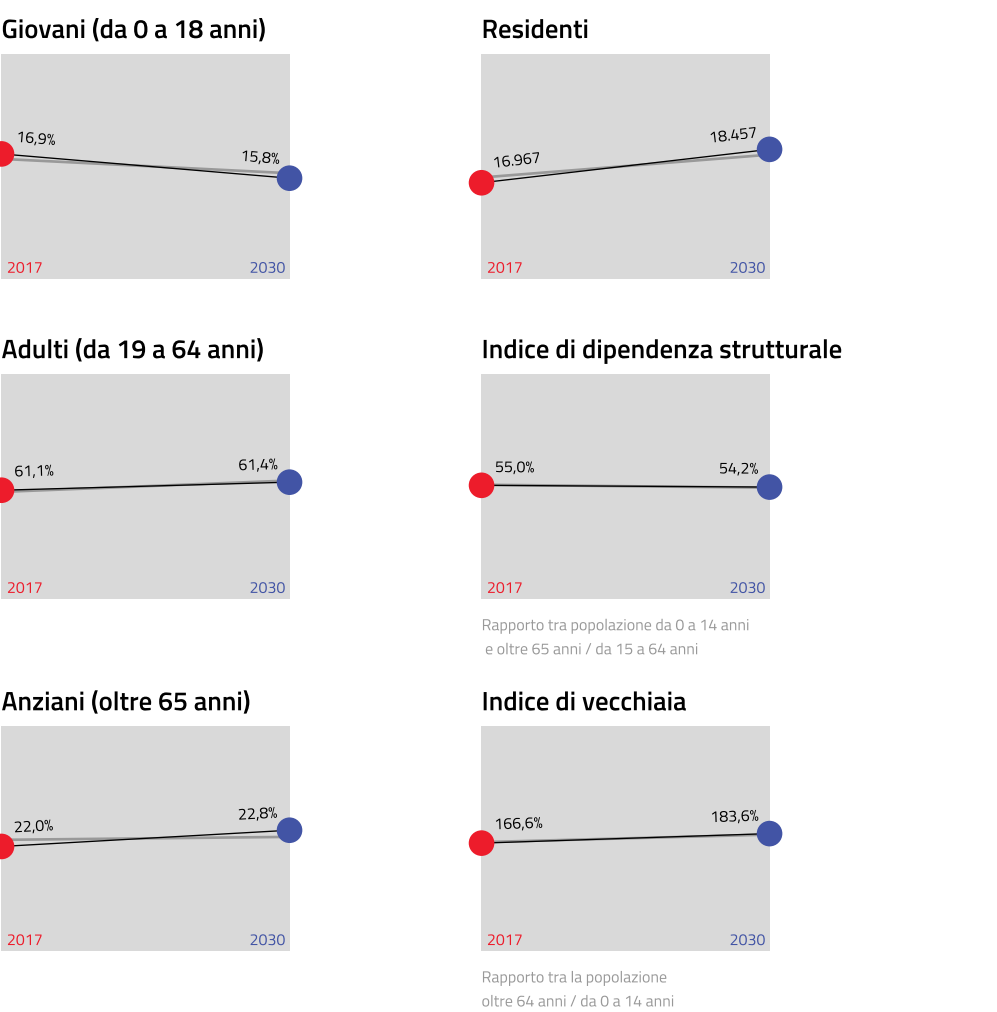 Giovani (da 0 a 18 anni)
16,9%
15,8%
2017
2030
Residenti
16.967
18.457
2017
2030
Adulti (da 19 a 64 anni)
61,1%
61,4%
2017
2030
Indice di dipendenza strutturale
55,0%
54,2%
2017
2030
Rapporto tra popolazione da 0 a 14 anni
e oltre 65 anni / da 15 a 64 anni
Anziani (oltre 65 anni)
22,0%
22,8%
2017
2030
Indice di vecchiaia
166,6%
183,6%
2017
2030
Rapporto tra la popolazione
oltre 64 anni / da 0 a 14 anni